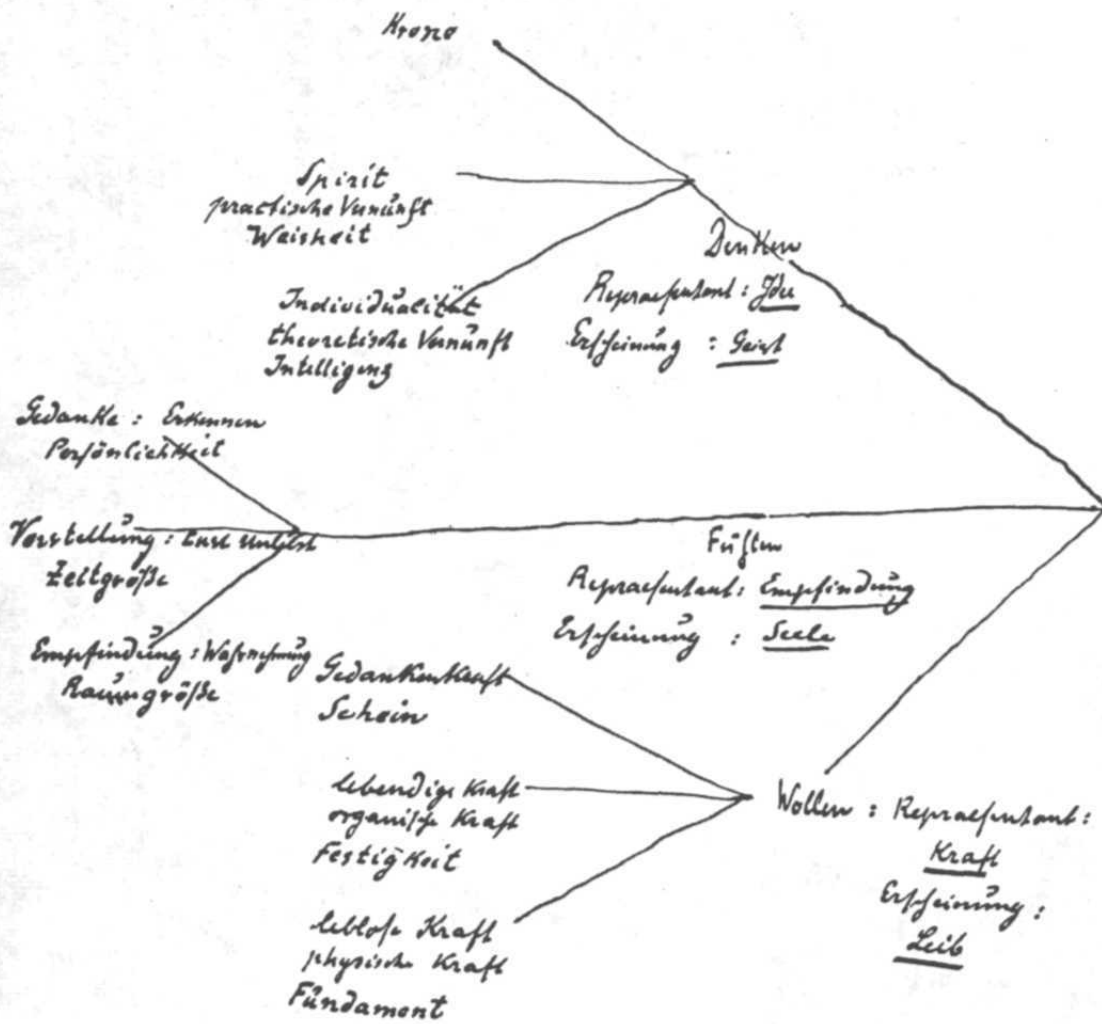 Krone
Spirit
practische Vernunft
Weisheit
Individualität
theoretische Vernunft
Intelligenz
Denken
Repraesentant : Idee
Erscheinung : Geist
Gedanke : Erkennen
Persönlichkeit
Vorstellung : Lust Unlust
Zeitgröße
Empfindung : Wahrnehmung
Raumgröße
Fühlen
Repraesentant : Empfindung
Erscheinung : Seele
Gedankenkraft
Schein
lebendige Kraft
organische Kraft
Festigkeit
leblose Kraft
physische Kraft
Fundament
Wollen : Repraesentant :
Kraft
Erscheinung :
Leib